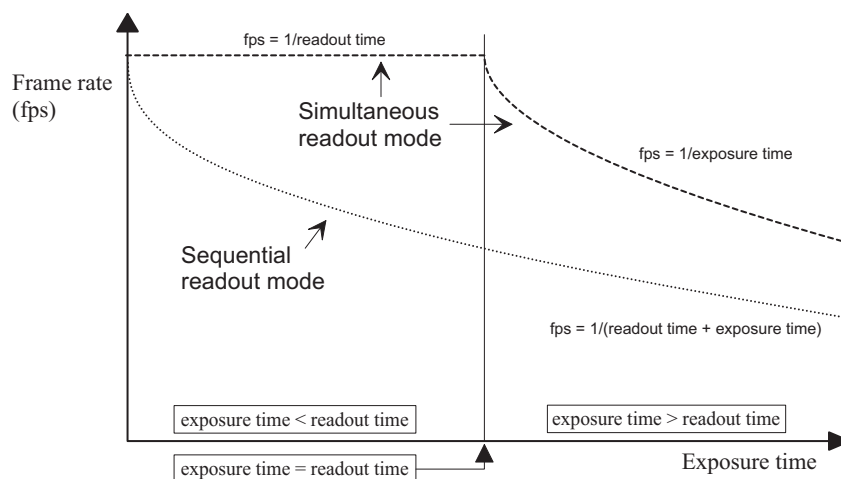 fps = 1/readout time
Frame rate
(fps)
Simultaneous
readout mode
fps = 1/exposure time
Sequential
readout mode
fps = 1/(readout time + exposure time)
exposure time < readout time
exposure time > readout time
exposure time = readout time
Exposure time